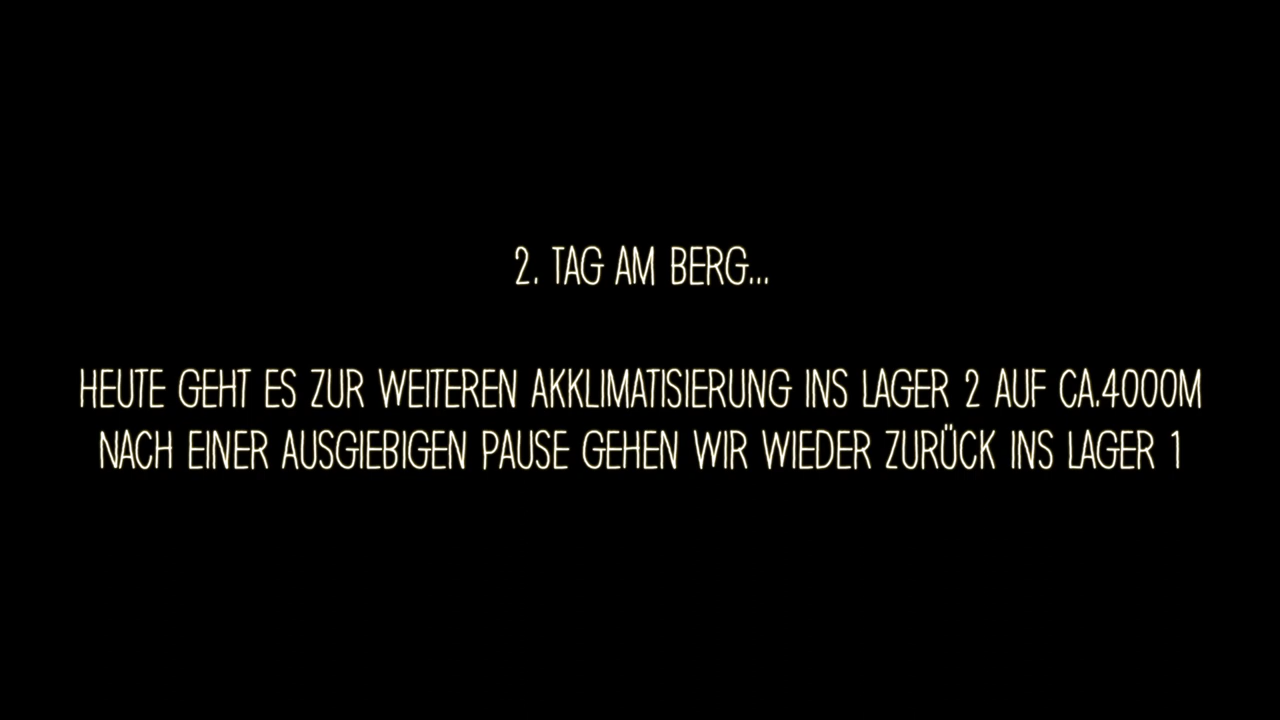 2. TAG AM BERG...
HEUTE GEHT ES ZUR WEITEREN AKKLIMATISIERUNG INS LAGER 2 AUF CA.4000M
NACH EINER AUSGIEBIGEN PAUSE GEHEN WIR WIEDER ZURÜCK INS LAGER 1